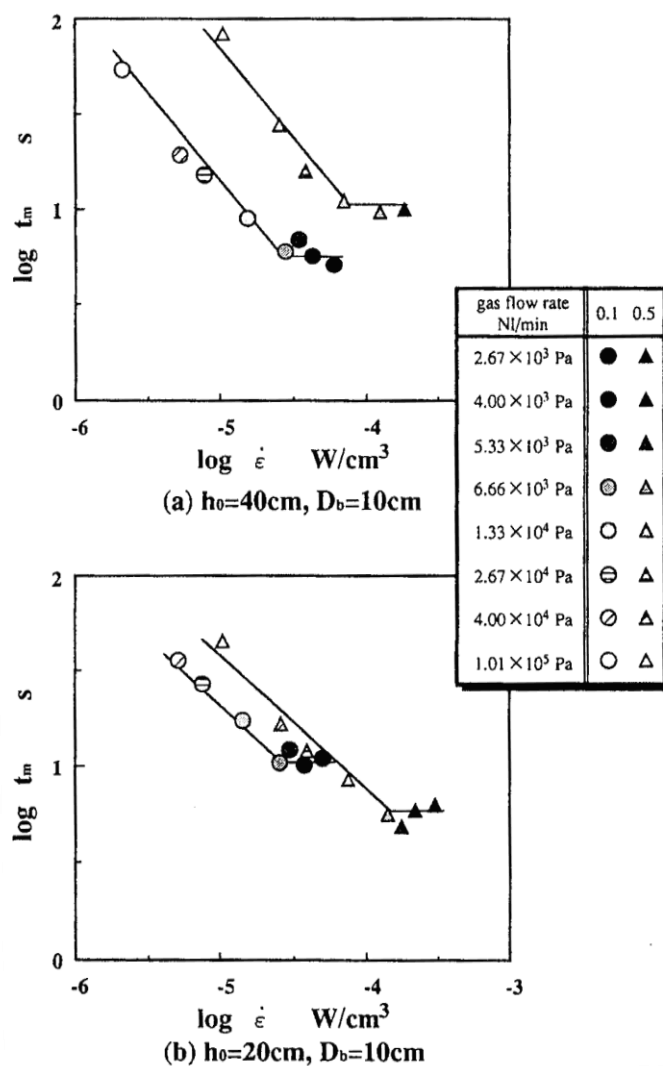 2
log tm s
1
0
-6 -5 -4 -3
log ε̇ W/cm³
(a) h₀=40cm, Db=10cm
gas flow rate Nl/min 0.1 0.5
2.67×10³ Pa
4.00×10³ Pa
5.33×10³ Pa
6.66×10³ Pa
1.33×10⁴ Pa
2.67×10⁴ Pa
4.00×10⁴ Pa
1.01×10⁵ Pa
2
log tm s
1
0
-6 -5 -4 -3
log ε̇ W/cm³
(b) h₀=20cm, Db=10cm